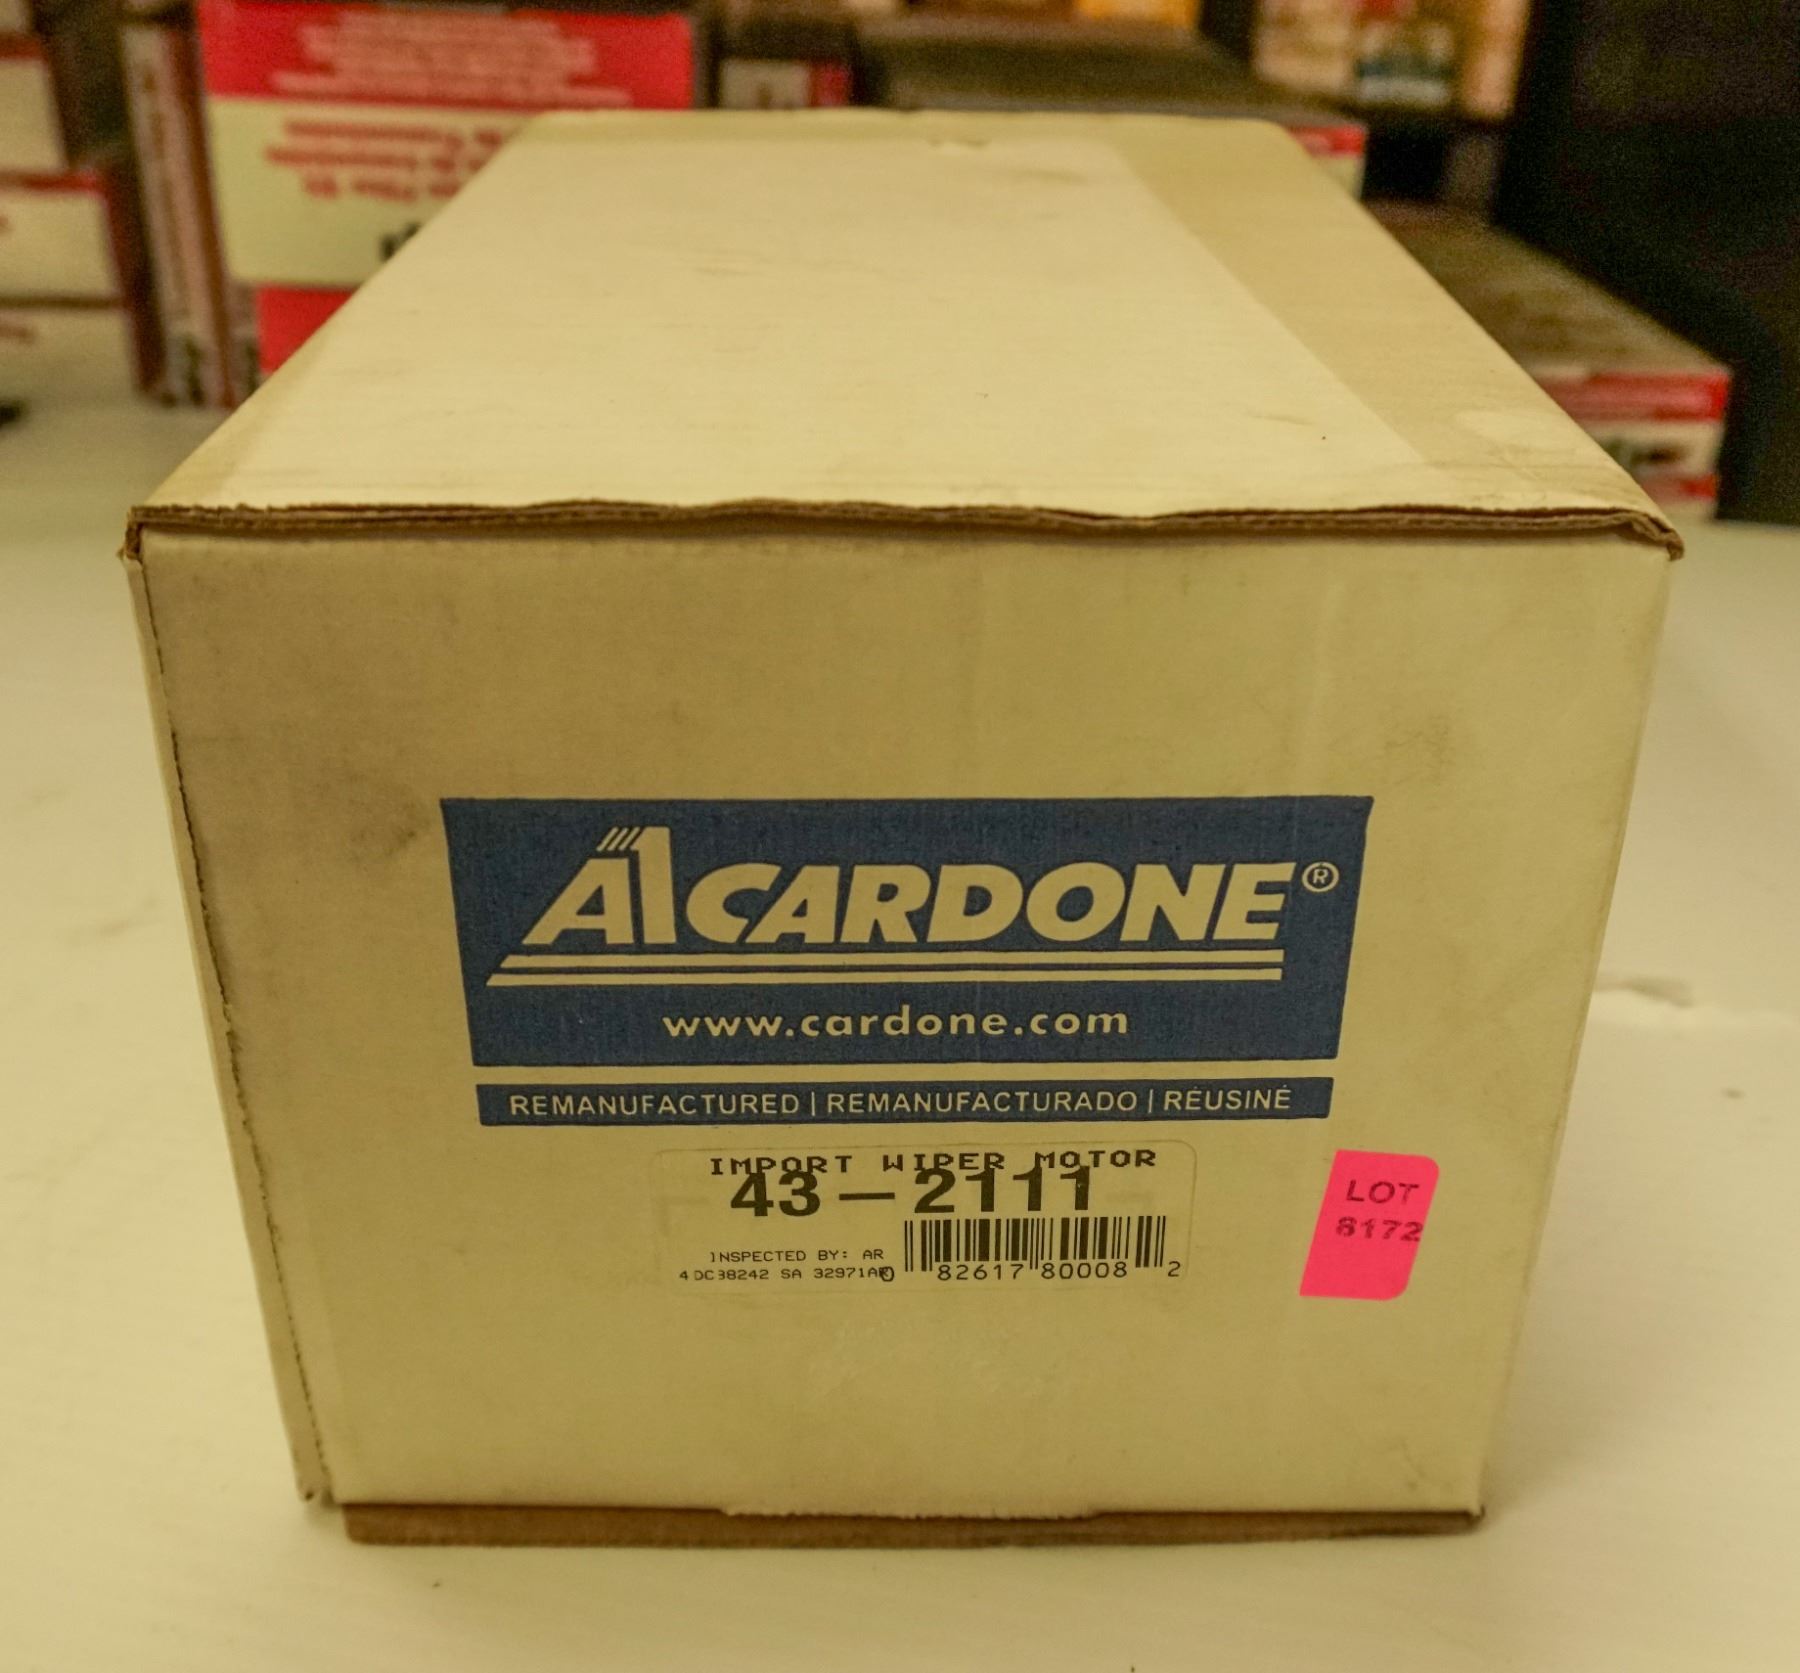 A1CARDONE®
www.cardone.com
REMANUFACTURED | REMANUFACTURADO | RÉUSINÉ
IMPORT WIPER MOTOR
43-2111
INSPECTED BY: AR
4DC38242 SA 32971AR
0 82617 80008 2
LOT
8172